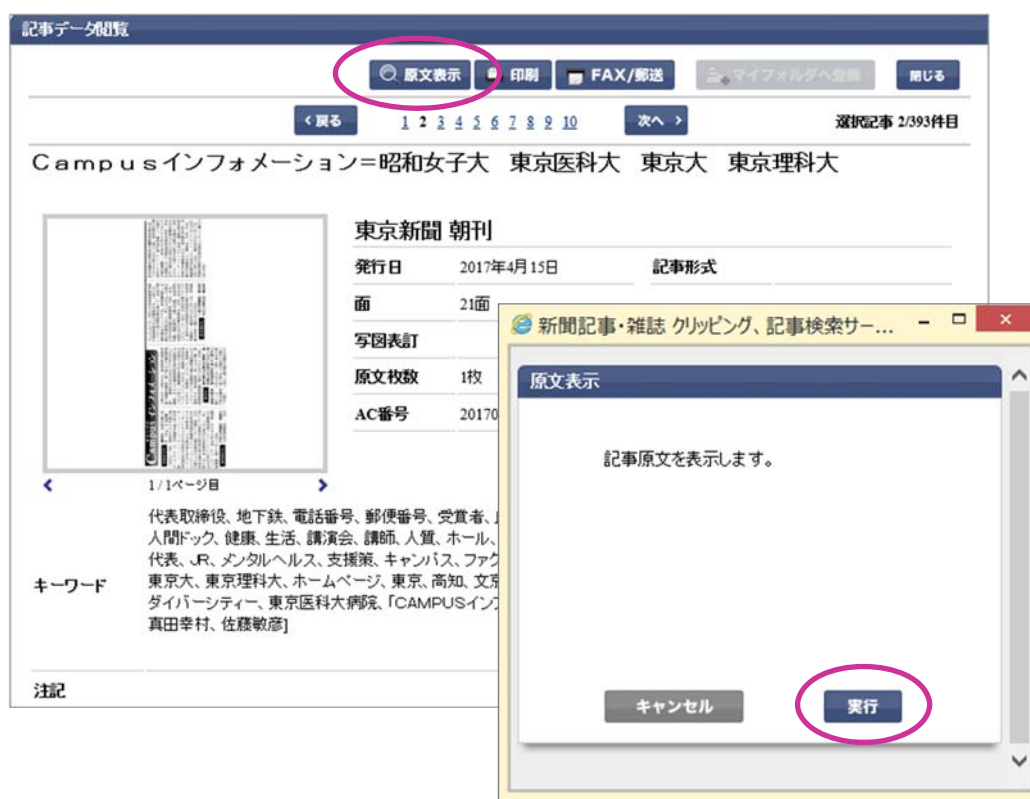 記事データ閲覧
原文表示 印刷 FAX/郵送 マイフォルダへ登録 閉じる
戻る 1 2 3 4 5 6 7 8 9 10 次へ 選択記事 2/393件目
Campusインフォメーション=昭和女子大 東京医科大 東京大 東京理科大
東京新聞 朝刊
発行日 2017年4月15日 記事形式
面 21面
写図表訂
原文枚数 1枚
AC番号 20170
1/1ページ目
キーワード
代表取締役、地下鉄、電話番号、郵便番号、受賞者、
人間ドック、健康、生活、講演会、講師、人質、ホール、
代表、JR、メンタルヘルス、支援策、キャンパス、ファク
東京大、東京理科大、ホームページ、東京、高知、文京
ダイバーシティー、東京医科大病院、「CAMPUSインフ
真田幸村、佐藤敏彦]
注記
新聞記事・雑誌 クリッピング、記事検索サー...
原文表示
記事原文を表示します。
キャンセル 実行